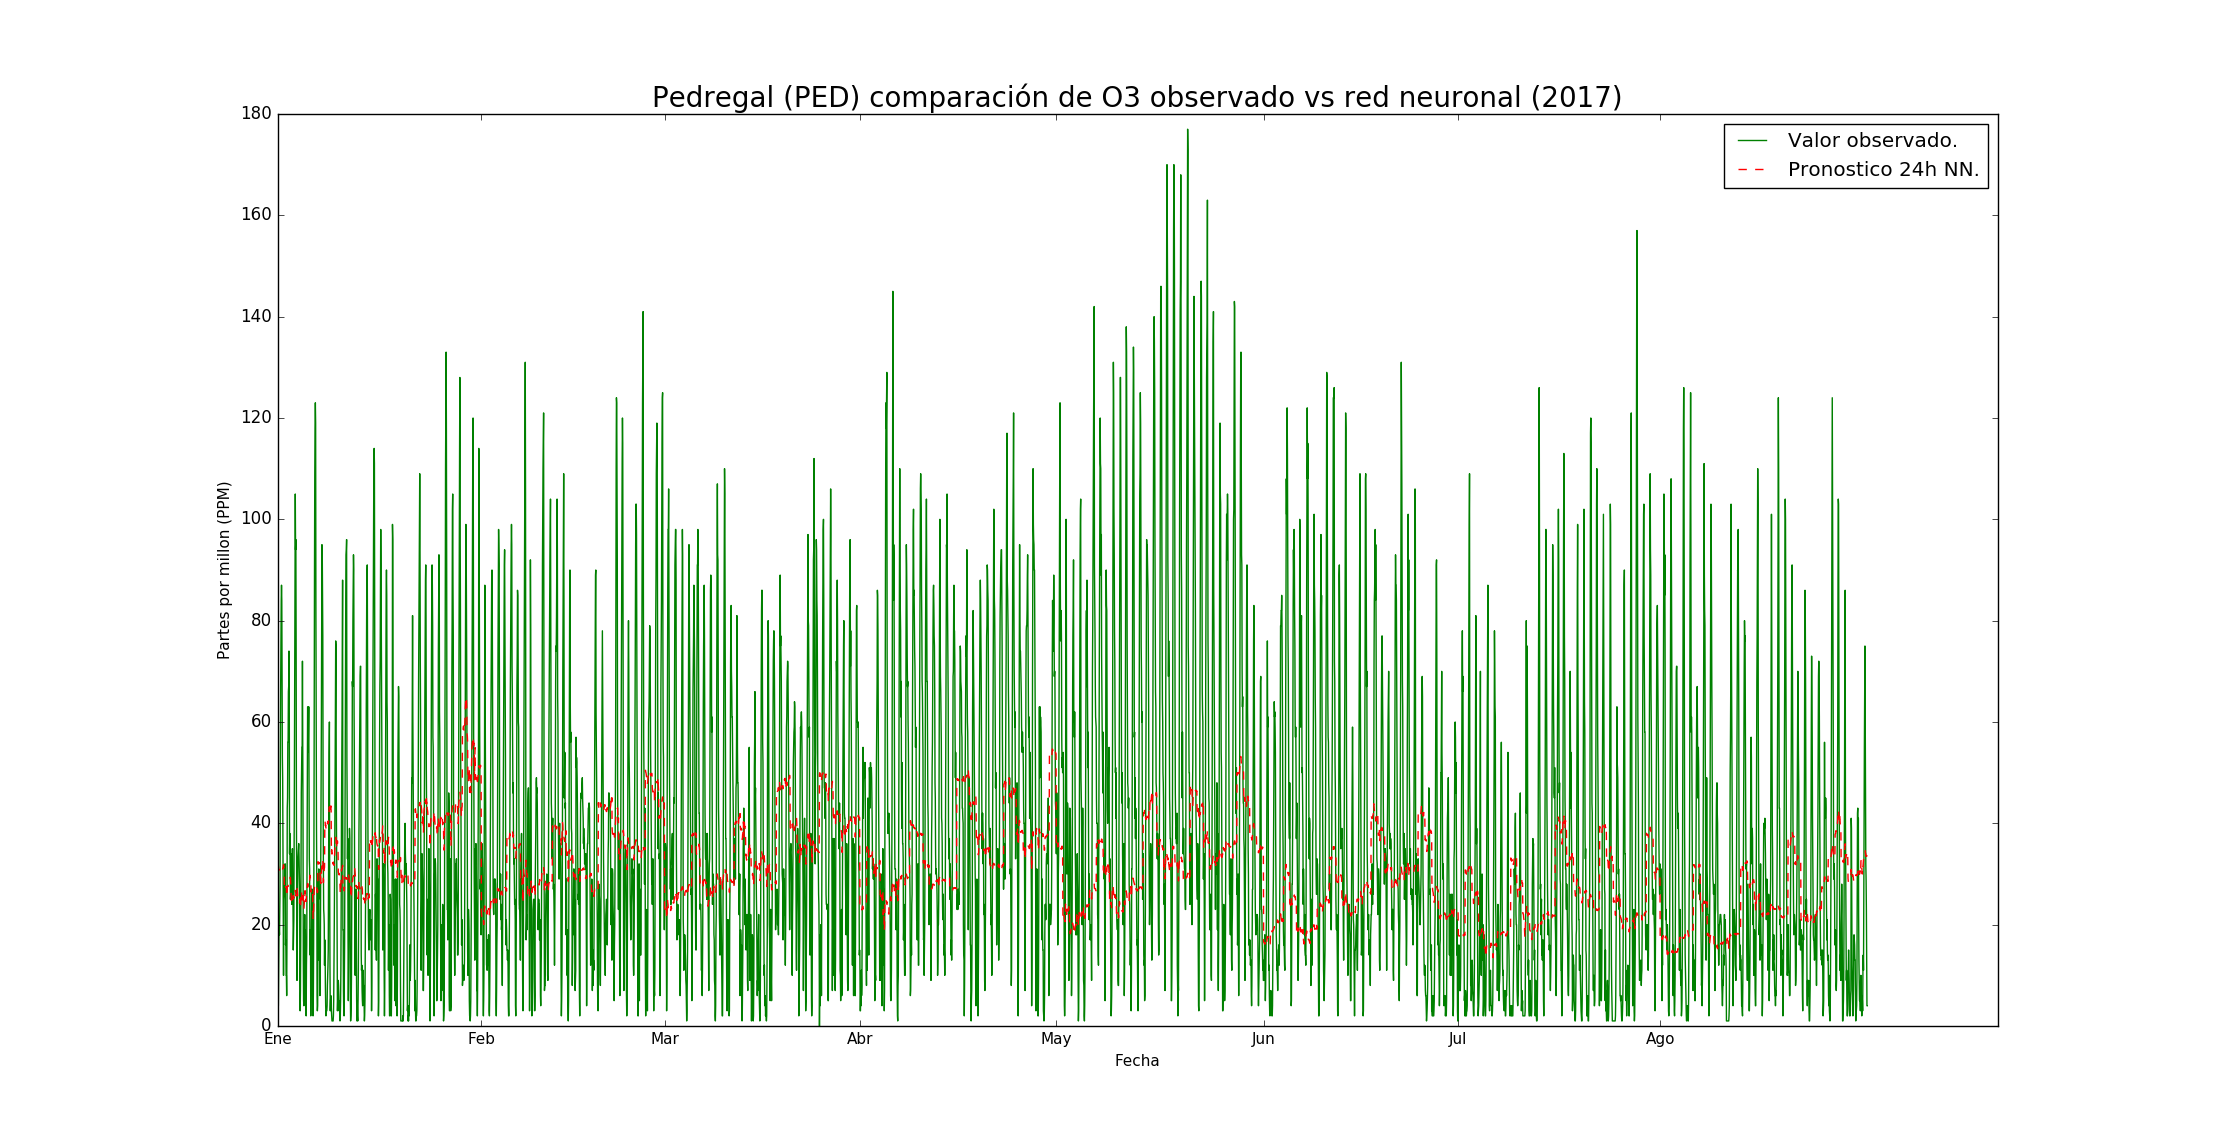 Pedregal (PED) comparación de O3 observado vs red neuronal (2017)
Valor observado.
Pronostico 24h NN.
Partes por millon (PPM)
180
160
140
120
100
80
60
40
20
0
Ene Feb Mar Abr May Jun Jul Ago
Fecha